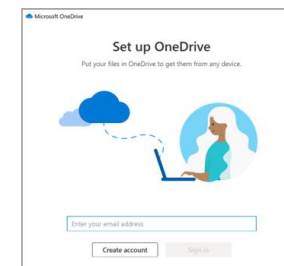 Microsoft OneDrive
Set up OneDrive
Put your files in OneDrive to get them from any device.
Enter your email address
Create account
Sign in